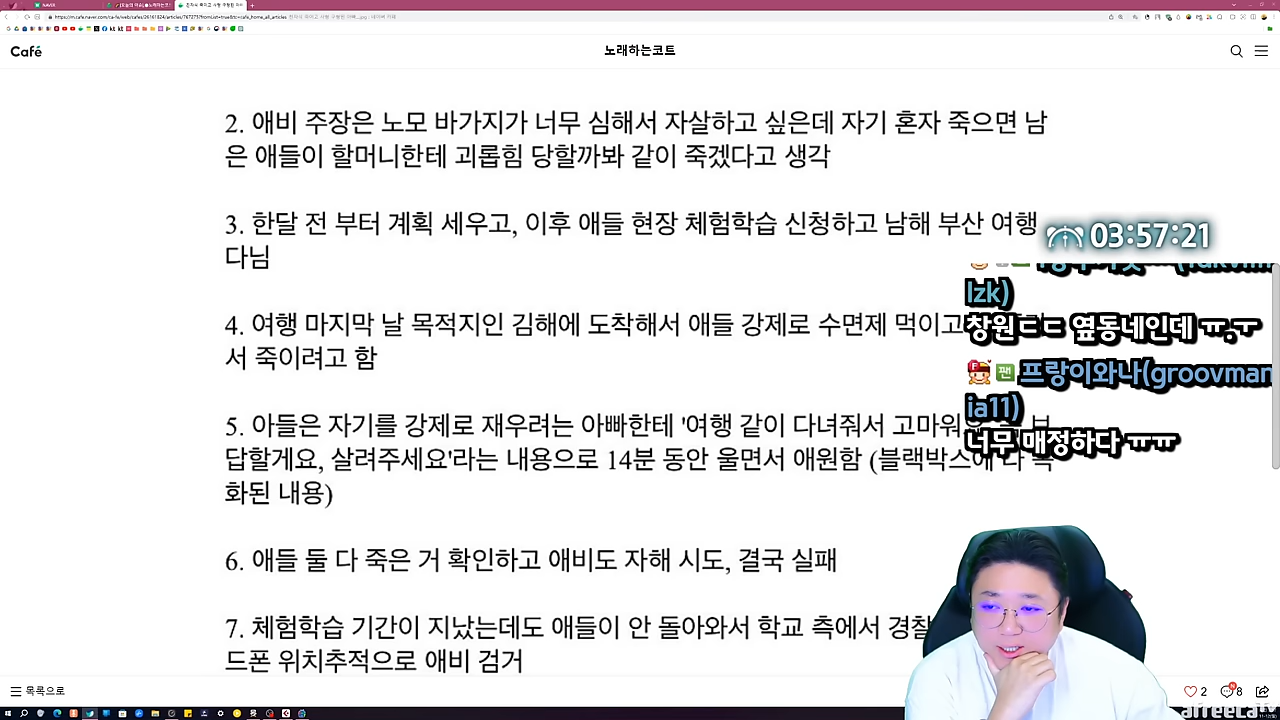 NAVER
Café
노래하는코트
2. 애비 주장은 노모 바가지가 너무 심해서 자살하고 싶은데 자기 혼자 죽으면 남
은 애들이 할머니한테 괴롭힘 당할까봐 같이 죽겠다고 생각
3. 한달 전 부터 계획 세우고, 이후 애들 현장 체험학습 신청하고 남해 부산 여행
다님
03:57:21
lzk)
창원ㄷㄷ 옆동네인데 ㅠ.ㅜ
4. 여행 마지막 날 목적지인 김해에 도착해서 애들 강제로 수면제 먹이고
서 죽이려고 함
프랑이와나(groovman
ia11)
너무 매정하다 ㅠㅠ
5. 아들은 자기를 강제로 재우려는 아빠한테 '여행 같이 다녀줘서 고마워
답할게요, 살려주세요'라는 내용으로 14분 동안 울면서 애원함 (블랙박스에 다 녹
화된 내용)
6. 애들 둘 다 죽은 거 확인하고 애비도 자해 시도, 결국 실패
7. 체험학습 기간이 지났는데도 애들이 안 돌아와서 학교 측에서 경찰
드폰 위치추적으로 애비 검거
목록으로
2
8
afreecatv